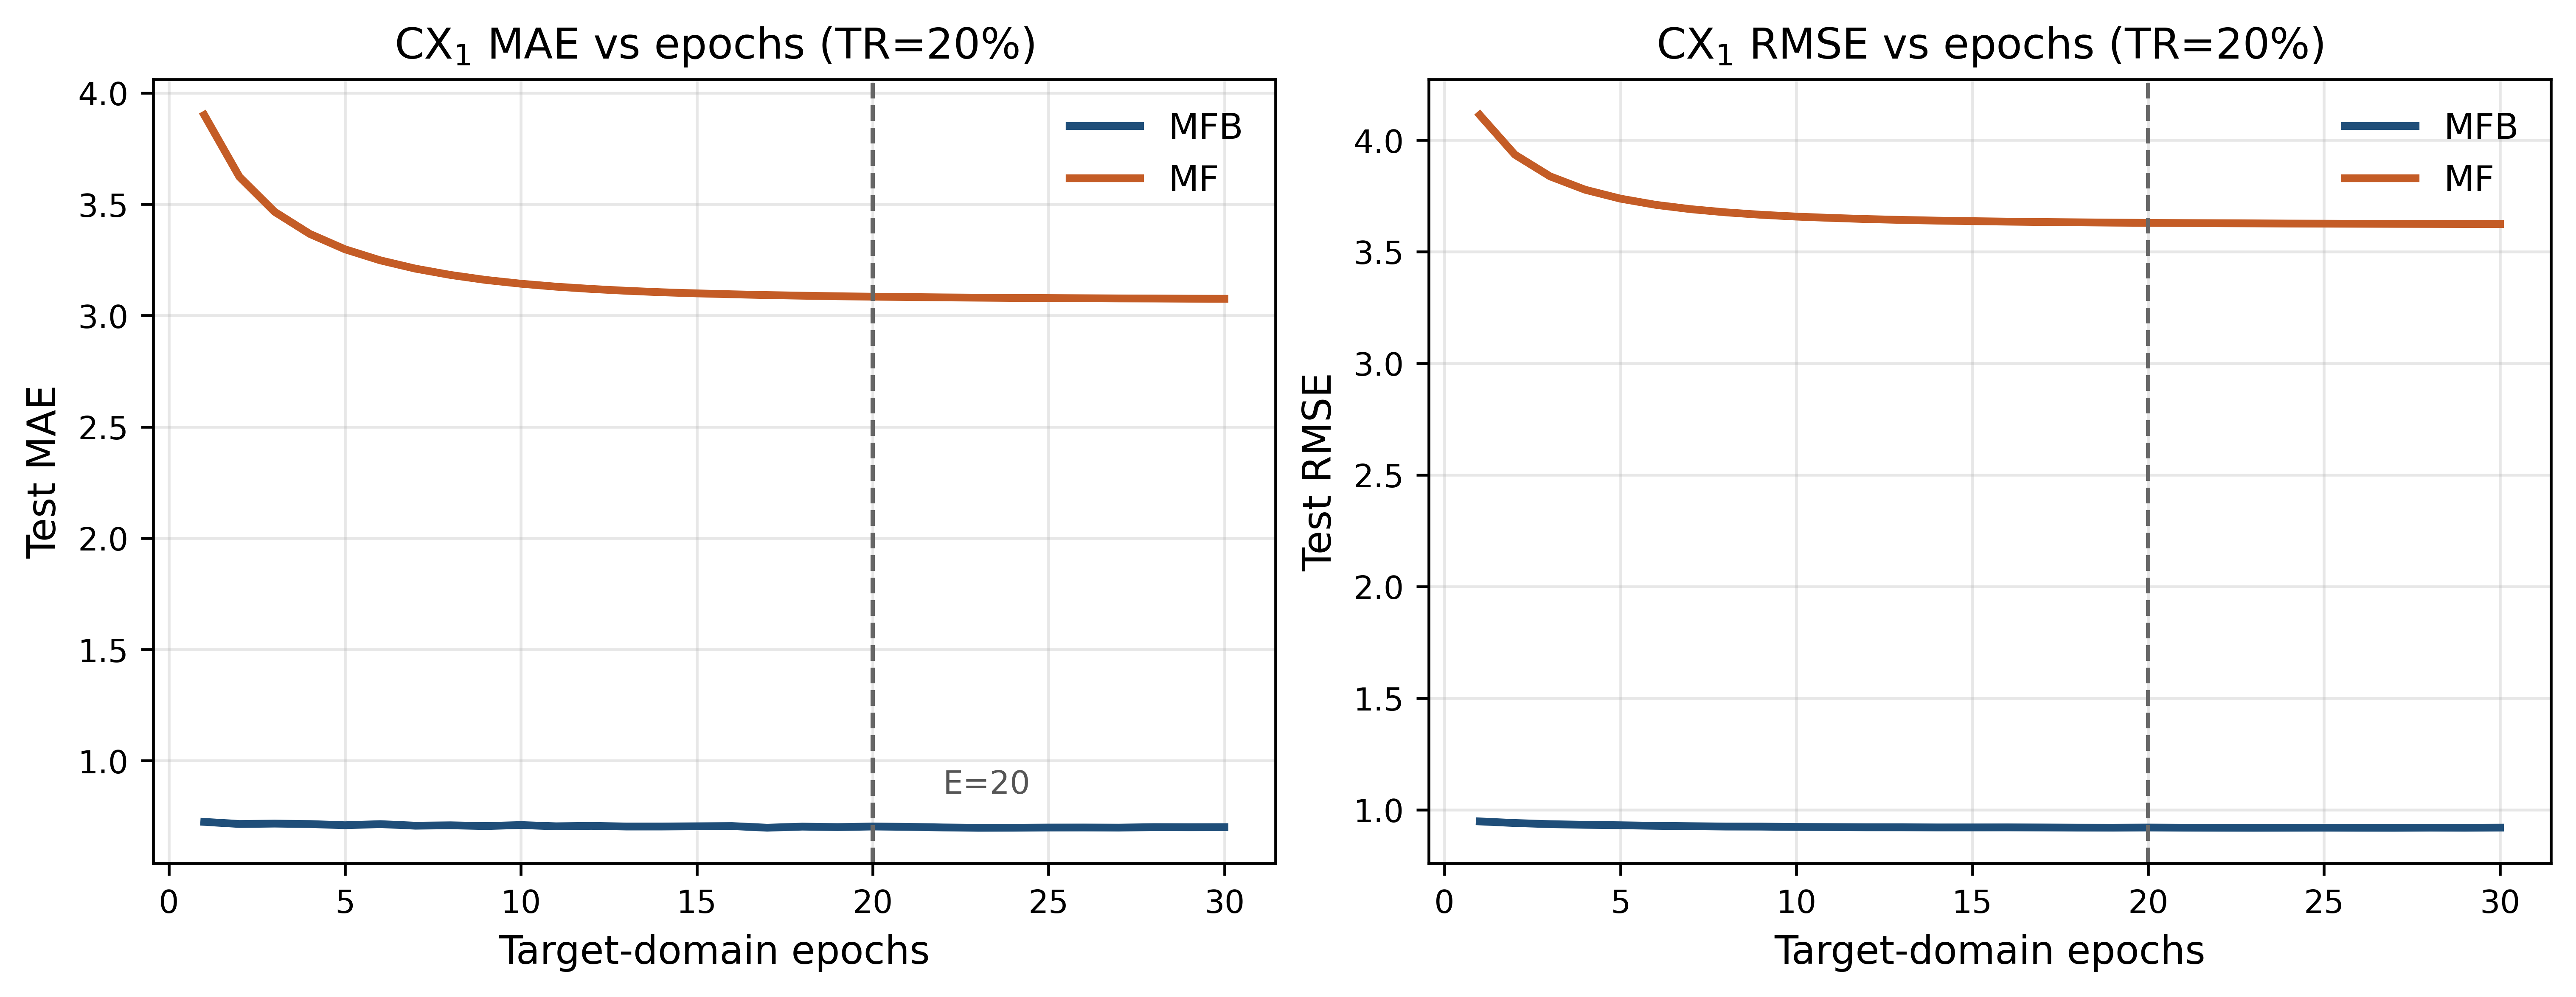 CX₁ MAE vs epochs (TR=20%)
Test MAE
4.0
3.5
3.0
2.5
2.0
1.5
1.0
MFB
MF
E=20
0 5 10 15 20 25 30
Target-domain epochs
CX₁ RMSE vs epochs (TR=20%)
Test RMSE
4.0
3.5
3.0
2.5
2.0
1.5
1.0
MFB
MF
0 5 10 15 20 25 30
Target-domain epochs